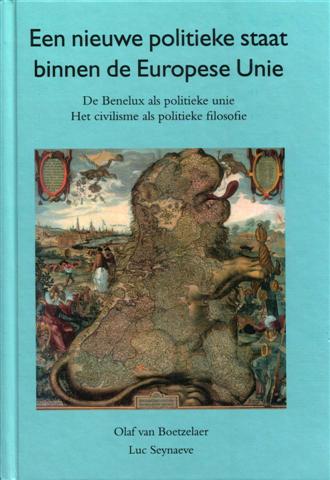 Een nieuwe politieke staat
binnen de Europese Unie
De Benelux als politieke unie
Het civilisme als politieke filosofie
Olaf van Boetzelaer
Luc Seynaeve